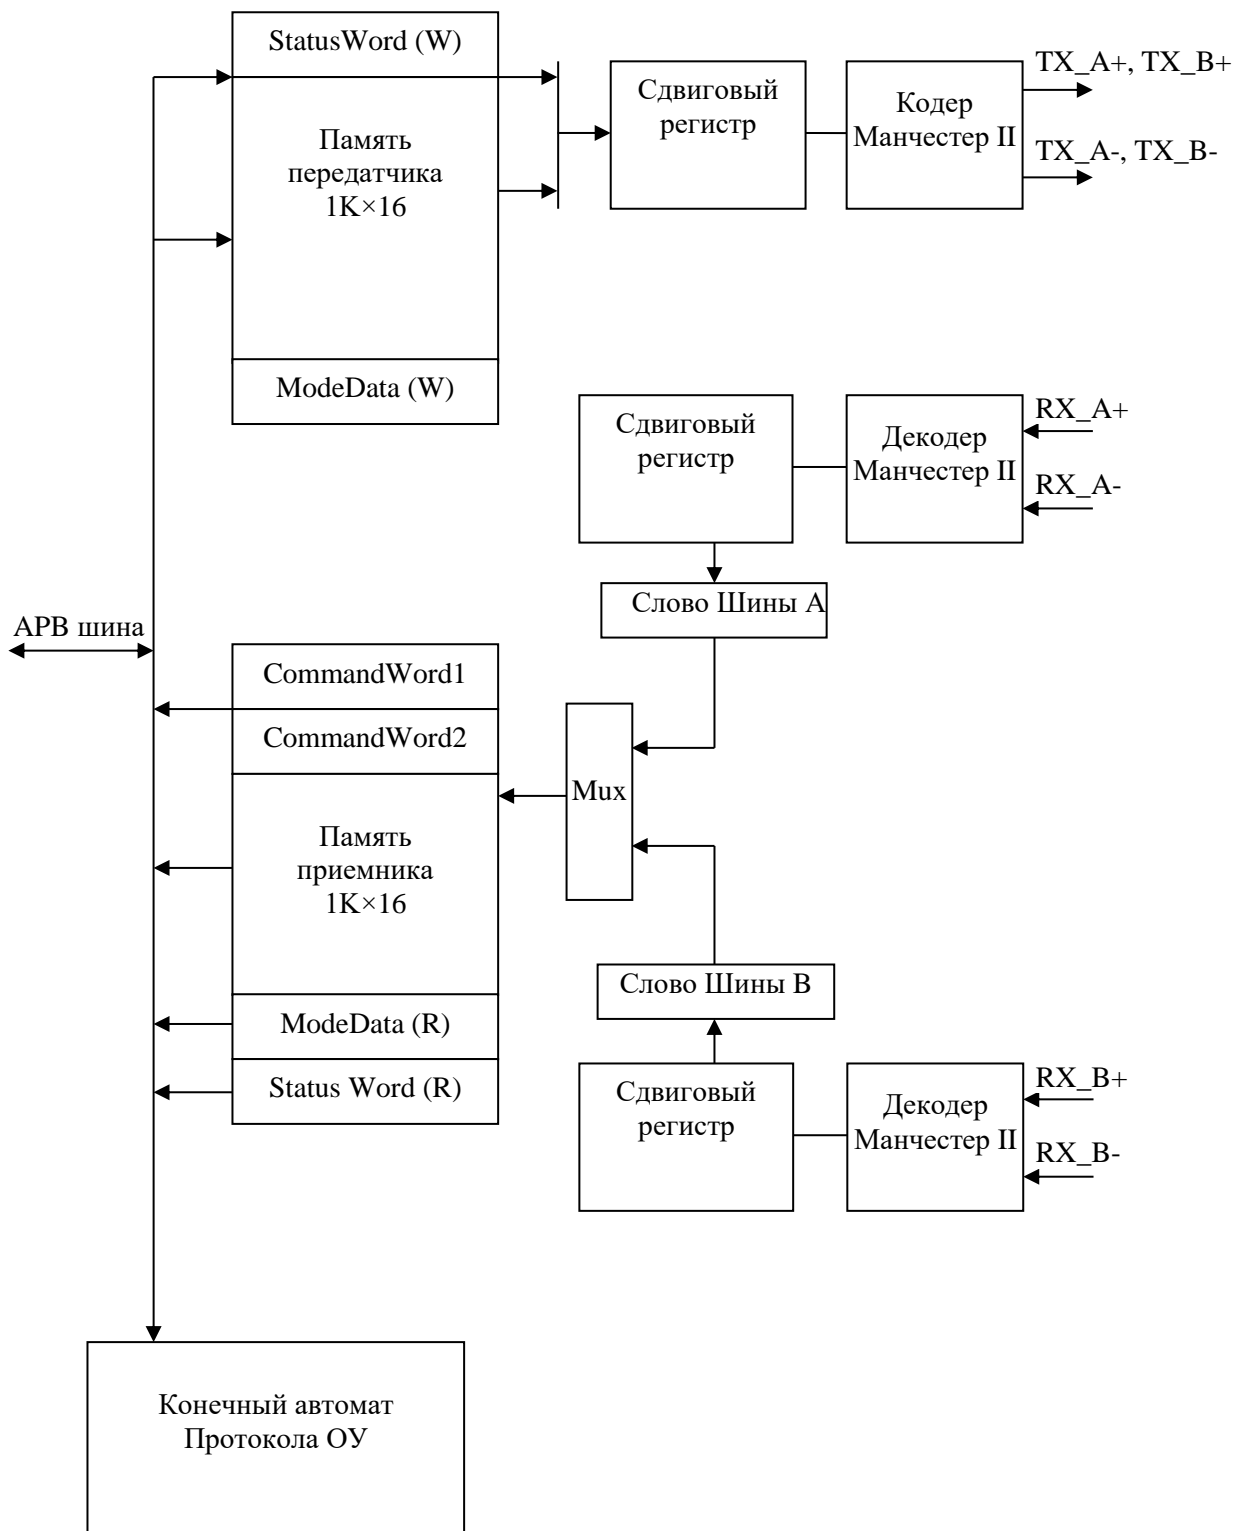 StatusWord (W)
Память
передатчика
1K×16
ModeData (W)
Сдвиговый
регистр
Кодер
Манчестер II
TX_A+, TX_B+
TX_A-, TX_B-
Сдвиговый
регистр
Декодер
Манчестер II
RX_A+
RX_A-
Слово Шины А
APB шина
CommandWord1
CommandWord2
Память
приемника
1K×16
ModeData (R)
Status Word (R)
Mux
Слово Шины В
Сдвиговый
регистр
Декодер
Манчестер II
RX_B+
RX_B-
Конечный автомат
Протокола ОУ